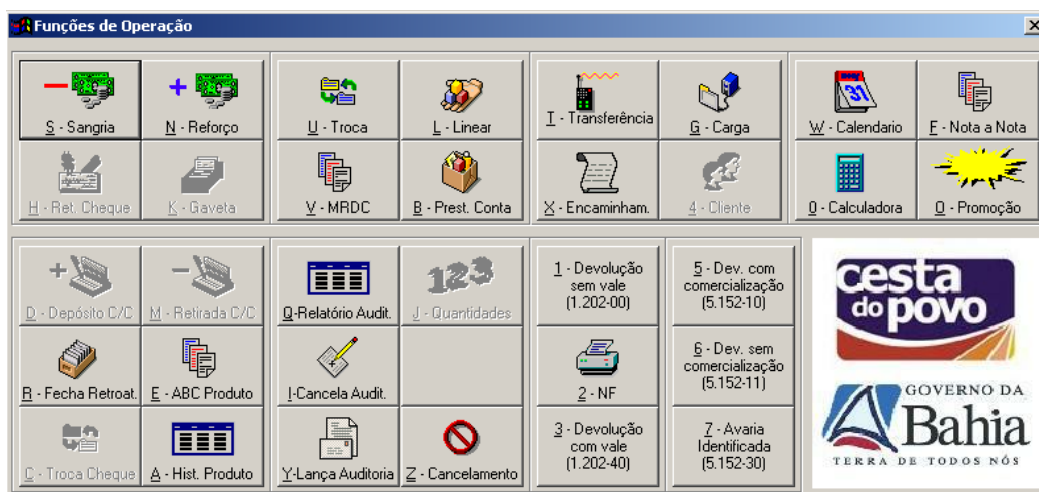 Funções de Operação
S - Sangria
N - Reforço
U - Troca
L - Linear
T - Transferência
G - Carga
31
W - Calendario
F - Nota a Nota
H - Ret. Cheque
K - Gaveta
V - MRDC
B - Prest. Conta
X - Encaminham.
4 - Cliente
0 - Calculadora
O - Promoção
D - Depósito C/C
M - Retirada C/C
Q-Relatório Audit.
123
J - Quantidades
1 - Devolução
sem vale
(1.202-00)
5 - Dev. com
comercialização
(5.152-10)
R - Fecha Retroat.
E - ABC Produto
I-Cancela Audit.
2 - NF
6 - Dev. sem
comercialização
(5.152-11)
C - Troca Cheque
A - Hist. Produto
Y-Lança Auditoria
Z - Cancelamento
3 - Devolução
com vale
(1.202-40)
7 - Avaria
Identificada
(5.152-30)
cesta
do povo
GOVERNO DA
Bahia
TERRA DE TODOS NÓS